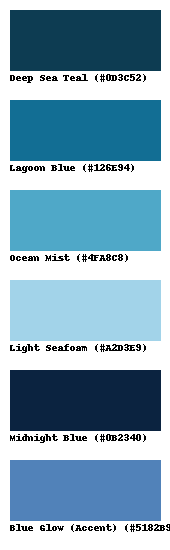 Deep Sea Teal (#0D3C52)
Lagoon Blue (#126E94)
Ocean Mist (#4FA8C8)
Light Seafoam (#A2D3E9)
Midnight Blue (#0B2340)
Blue Glow (Accent) (#5182B9